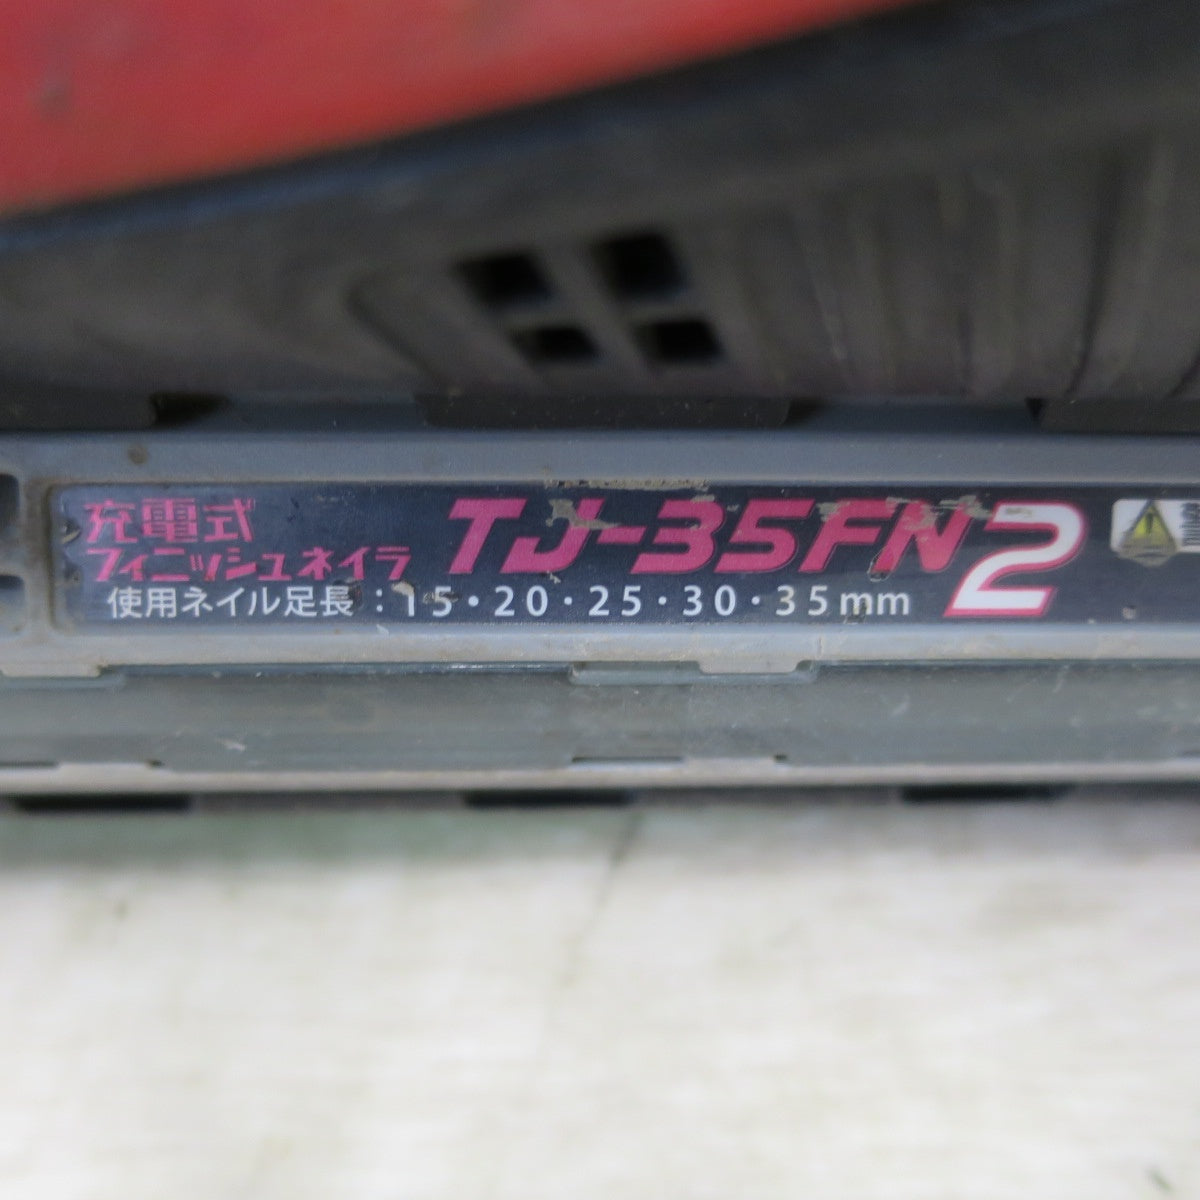 充電式
フィニッシュネイラ
TJ-35FN2
使用ネイル足長：15・20・25・30・35mm